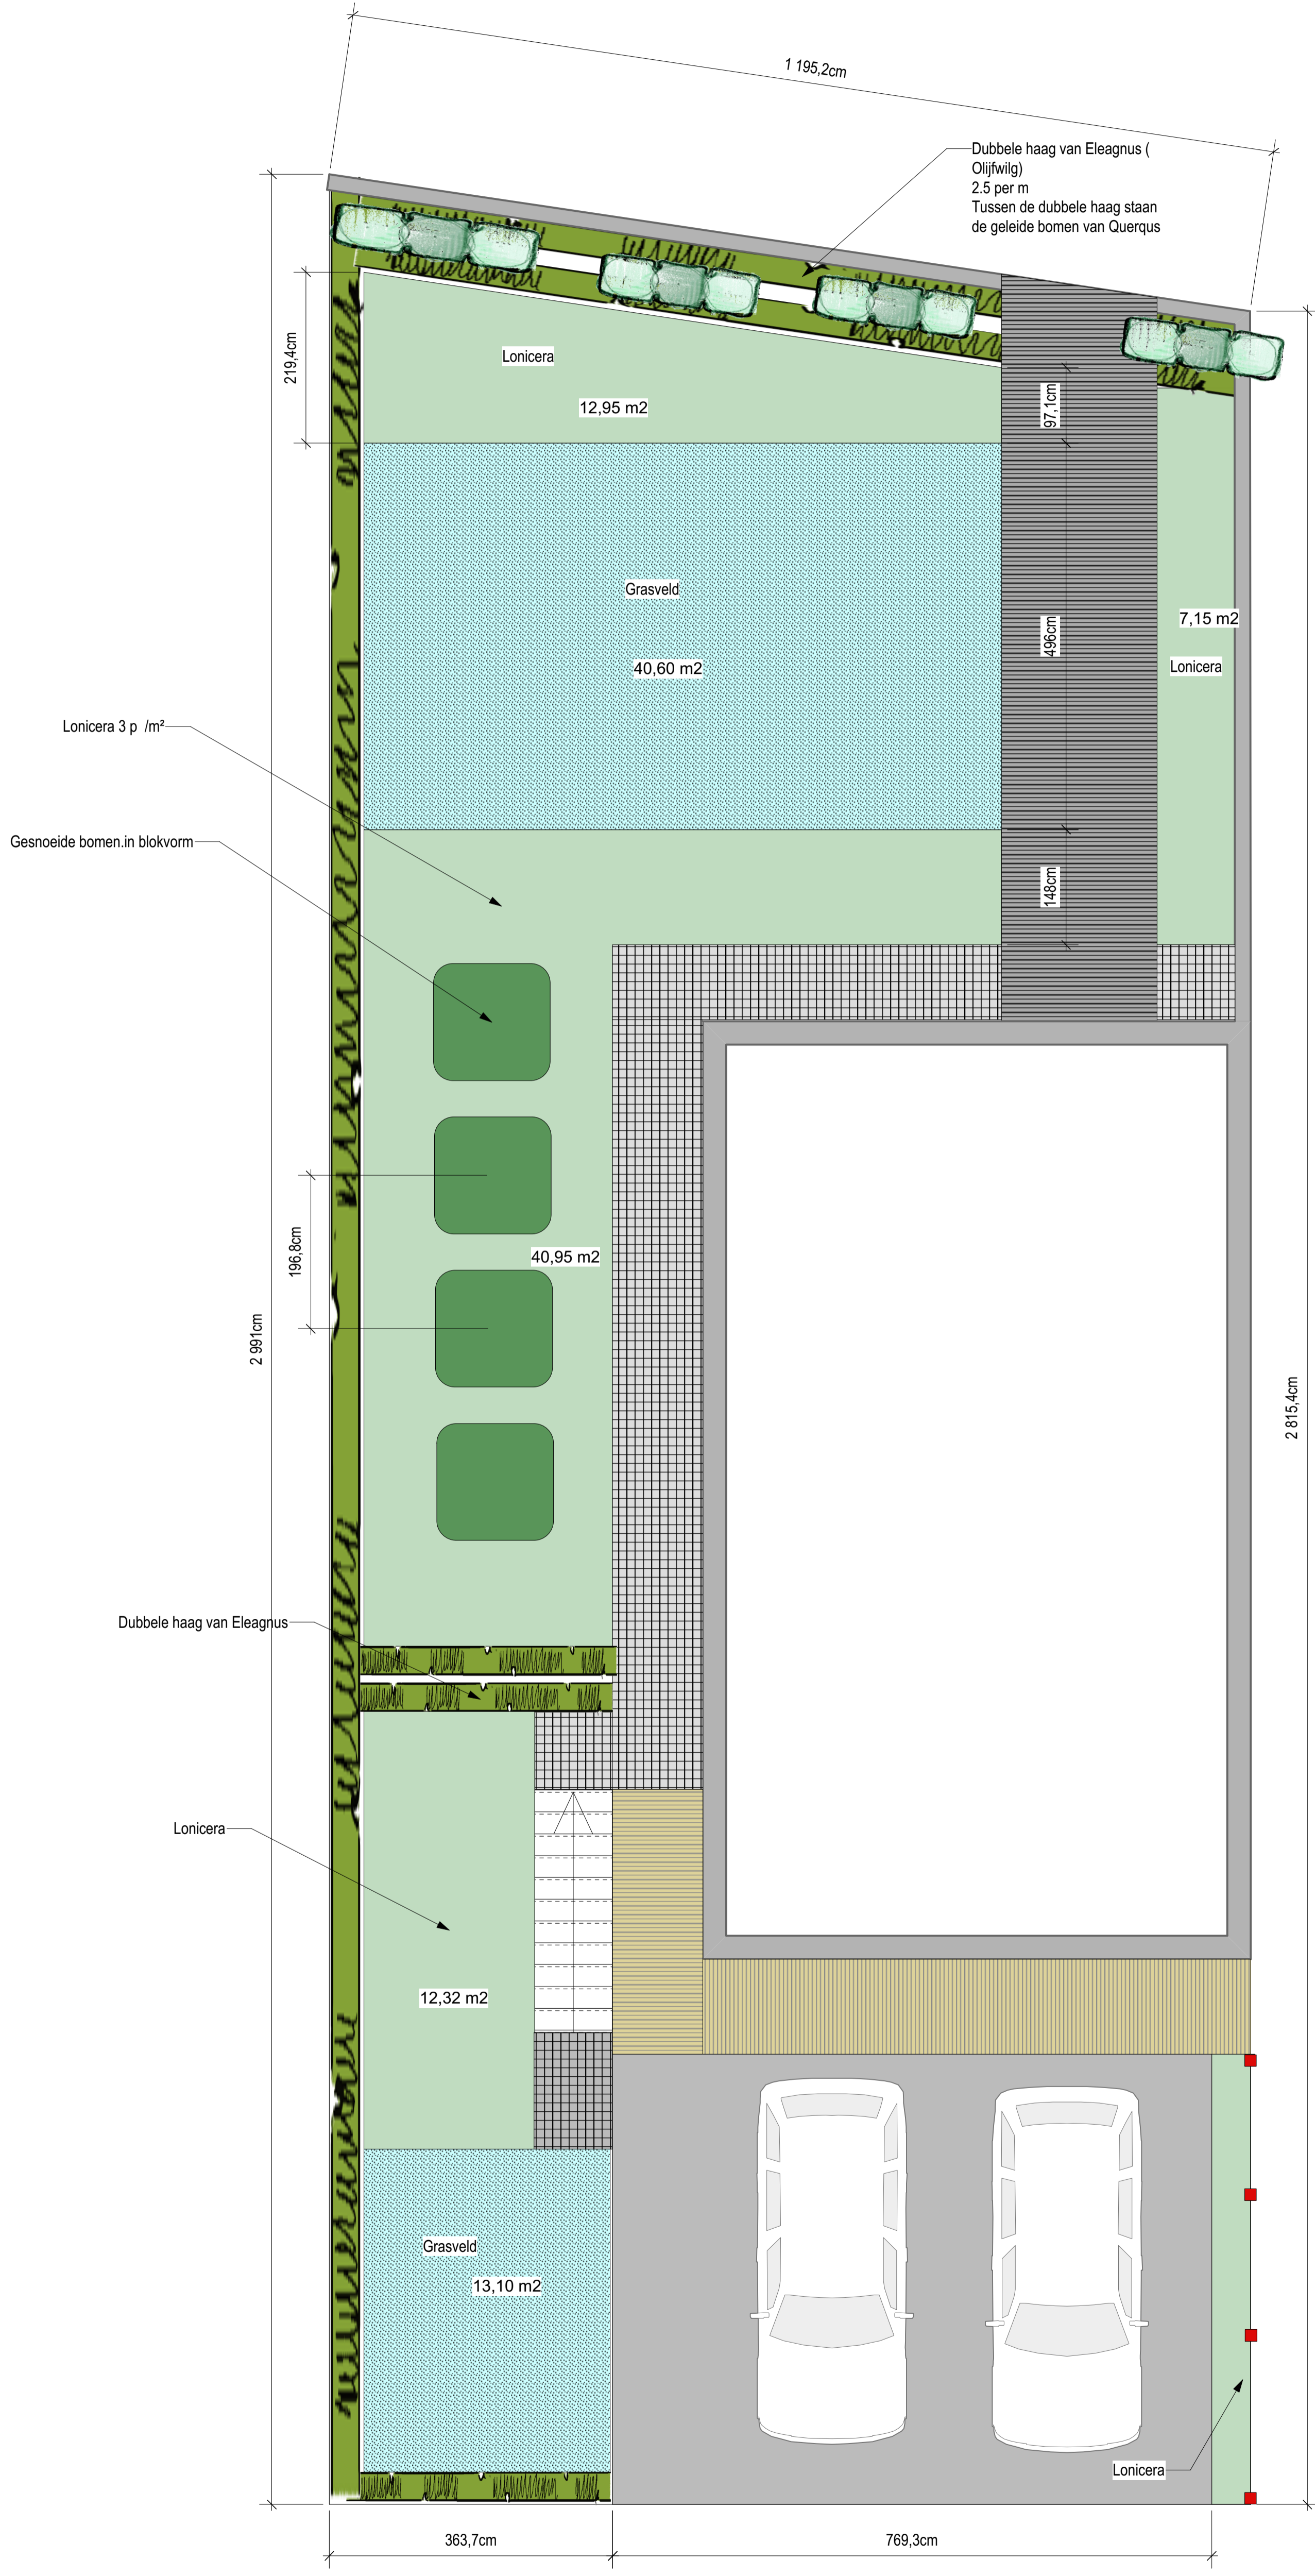 1 195,2cm
Dubbele haag van Eleagnus (
Olijfwilg)
2.5 per m
Tussen de dubbele haag staan
de geleide bomen van Querqus
219,4cm
Lonicera
12,95 m2
97,1cm
Grasveld
40,60 m2
496cm
7,15 m2
Lonicera
Lonicera 3 p /m²
Gesnoeide bomen.in blokvorm
148cm
196,8cm
40,95 m2
2 991cm
2 815,4cm
Dubbele haag van Eleagnus
Lonicera
12,32 m2
Grasveld
13,10 m2
Lonicera
363,7cm
769,3cm